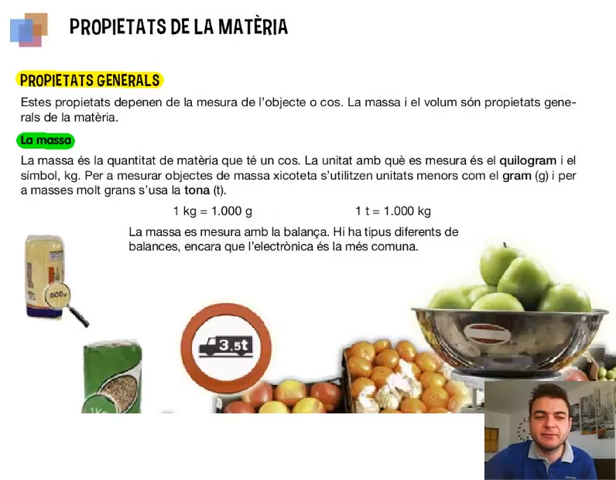 PROPIETATS DE LA MATÈRIA
PROPIETATS GENERALS
Estes propietats depenen de la mesura de l'objecte o cos. La massa i el volum són propietats gene-
rals de la matèria.
La massa
La massa és la quantitat de matèria que té un cos. La unitat amb què es mesura és el quilogram i el
símbol, kg. Per a mesurar objectes de massa xicoteta s'utilitzen unitats menors com el gram (g) i per
a masses molt grans s'usa la tona (t).
1 kg = 1.000 g
1 t = 1.000 kg
La massa es mesura amb la balança. Hi ha tipus diferents de
balances, encara que l'electrònica és la més comuna.
500g
3.5t
1Kg